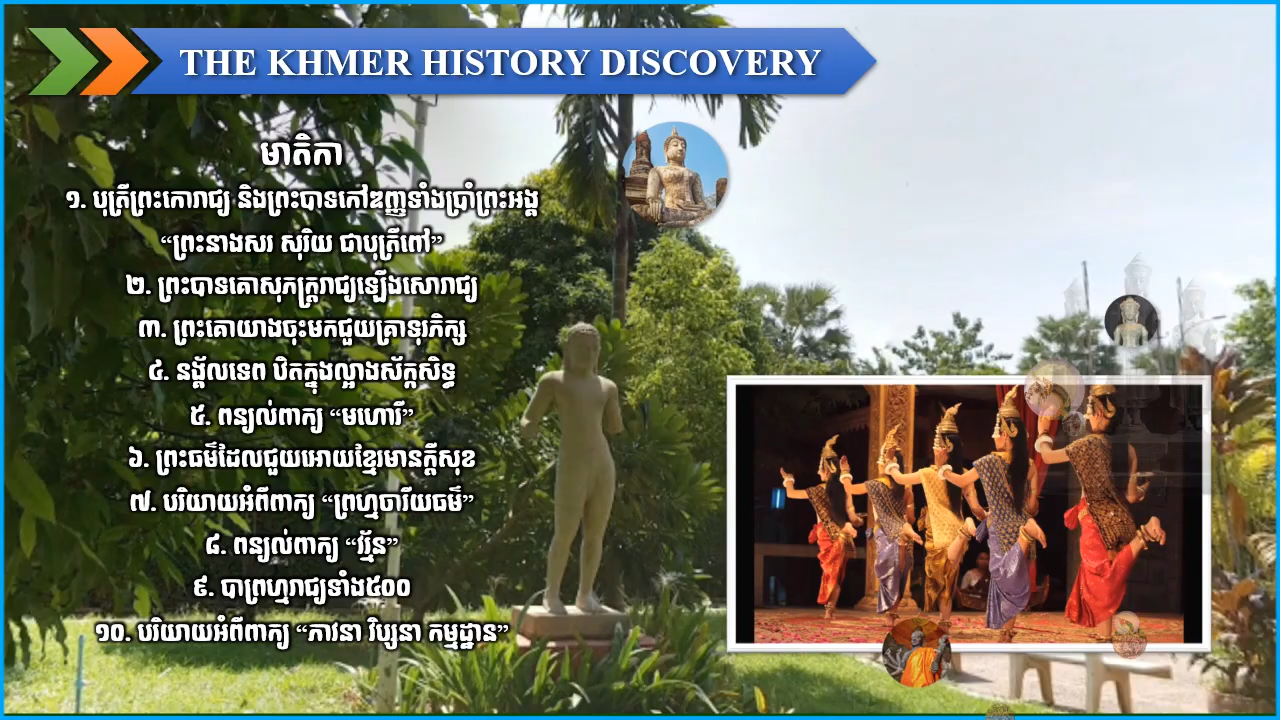 THE KHMER HISTORY DISCOVERY
មាតិកា
១. បុត្រីព្រះគោរាជ្យ និងព្រះបាទកៅឌញ្ញទាំងប្រាំព្រះអង្គ
“ព្រះនាងសរ សុរិយ ជាបុត្រីពៅ”
២. ព្រះបាទគោសុភក្ត្ររាជ្យឡើងសោរាជ្យ
៣. ព្រះគោយាងចុះមកជួយគ្រាទុរភិក្ស
៤. នង្គ័លទេព ឋិតក្នុងល្អាងស័ក្កសិទ្ធ
៥. ពន្យល់ពាក្យ “មហោរី”
៦. ព្រះធម៌ដែលជួយអោយខ្មែរមានក្តីសុខ
៧. បរិយាយអំពីពាក្យ “ព្រហ្មចារីយធម៌”
៨. ពន្យល់ពាក្យ “វរ្ម័ន”
៩. បាព្រហ្មរាជ្យទាំង៥០០
១០. បរិយាយអំពីពាក្យ “ភាវនា វិប្សនា កម្មដ្ឋាន”